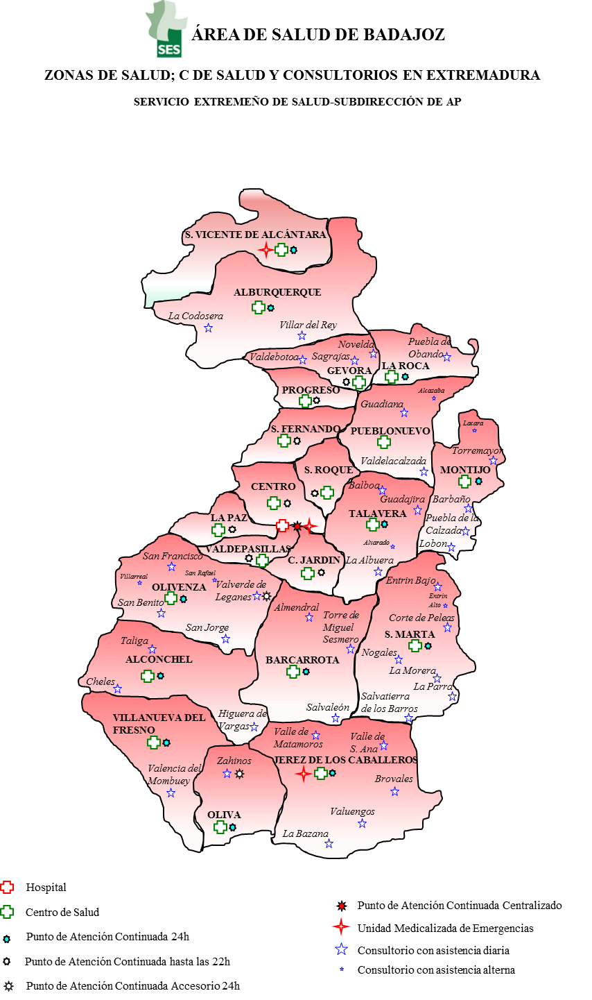 SES
ÁREA DE SALUD DE BADAJOZ
ZONAS DE SALUD; C DE SALUD Y CONSULTORIOS EN EXTREMADURA
SERVICIO EXTREMEÑO DE SALUD-SUBDIRECCIÓN DE AP
S. VICENTE DE ALCÁNTARA
ALBURQUERQUE
La Codosera
Villar del Rey
Novelda
Puebla de
Obando
Valdebotoa
Sagrajas
LA ROCA
GEVORA
PROGRESO
Alcazaba
Guadiana
Lacara
S. FERNANDO
PUEBLONUEVO
Torremayor
Valdelacalzada
S. ROQUE
MONTIJO
CENTRO
Balboa
Guadajira
Barbaño
LA PAZ
TALAVERA
Puebla de la
Calzada
Alvarado
Lobon
VALDEPASILLAS
San Francisco
C. JARDIN
La Albuera
Villarreal
San Rafael
Valverde de
Leganes
OLIVENZA
Entrin Bajo
Entrin
Alto
San Benito
Almendral
Torre de
Miguel
Sesmero
Corte de Peleas
San Jorge
S. MARTA
Taliga
ALCONCHEL
BARCARROTA
Nogales
La Morera
Cheles
La Parra
Salvatierra
de los Barros
Salvaleón
VILLANUEVA DEL
FRESNO
Higuera de
Vargas
Valle de
Matamoros
Valle de
S. Ana
JEREZ DE LOS CABALLEROS
Zahinos
Valencia del
Mombuey
Brovales
OLIVA
Valuengos
La Bazana
Hospital
Centro de Salud
Punto de Atención Continuada 24h
Punto de Atención Continuada hasta las 22h
Punto de Atención Continuada Accesorio 24h
Punto de Atención Continuada Centralizado
Unidad Medicalizada de Emergencias
Consultorio con asistencia diaria
Consultorio con asistencia alterna